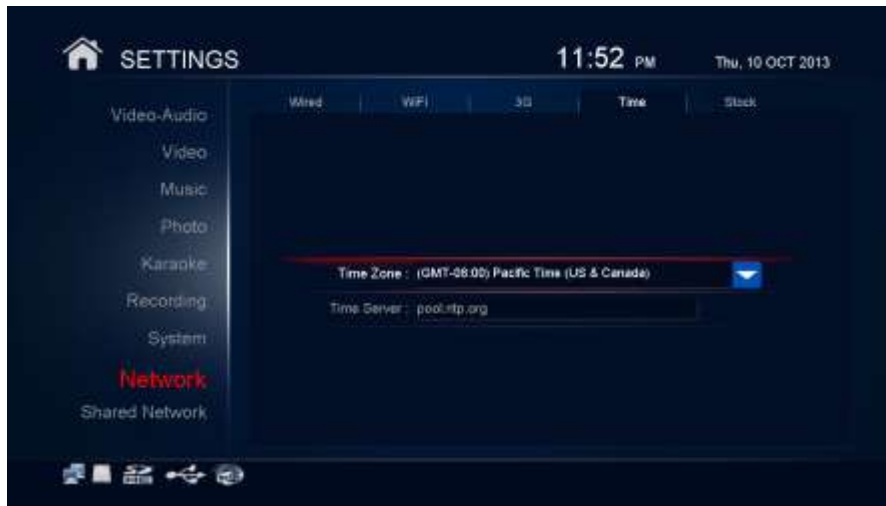 SETTINGS 11:52 PM Thu, 10 OCT 2013
Wired WiFi 3G Time Stock
Video-Audio
Video
Music
Photo
Karaoke
Recording
System
Network
Shared Network
Time Zone : (GMT-08:00) Pacific Time (US & Canada)
Time Server : pool.ntp.org